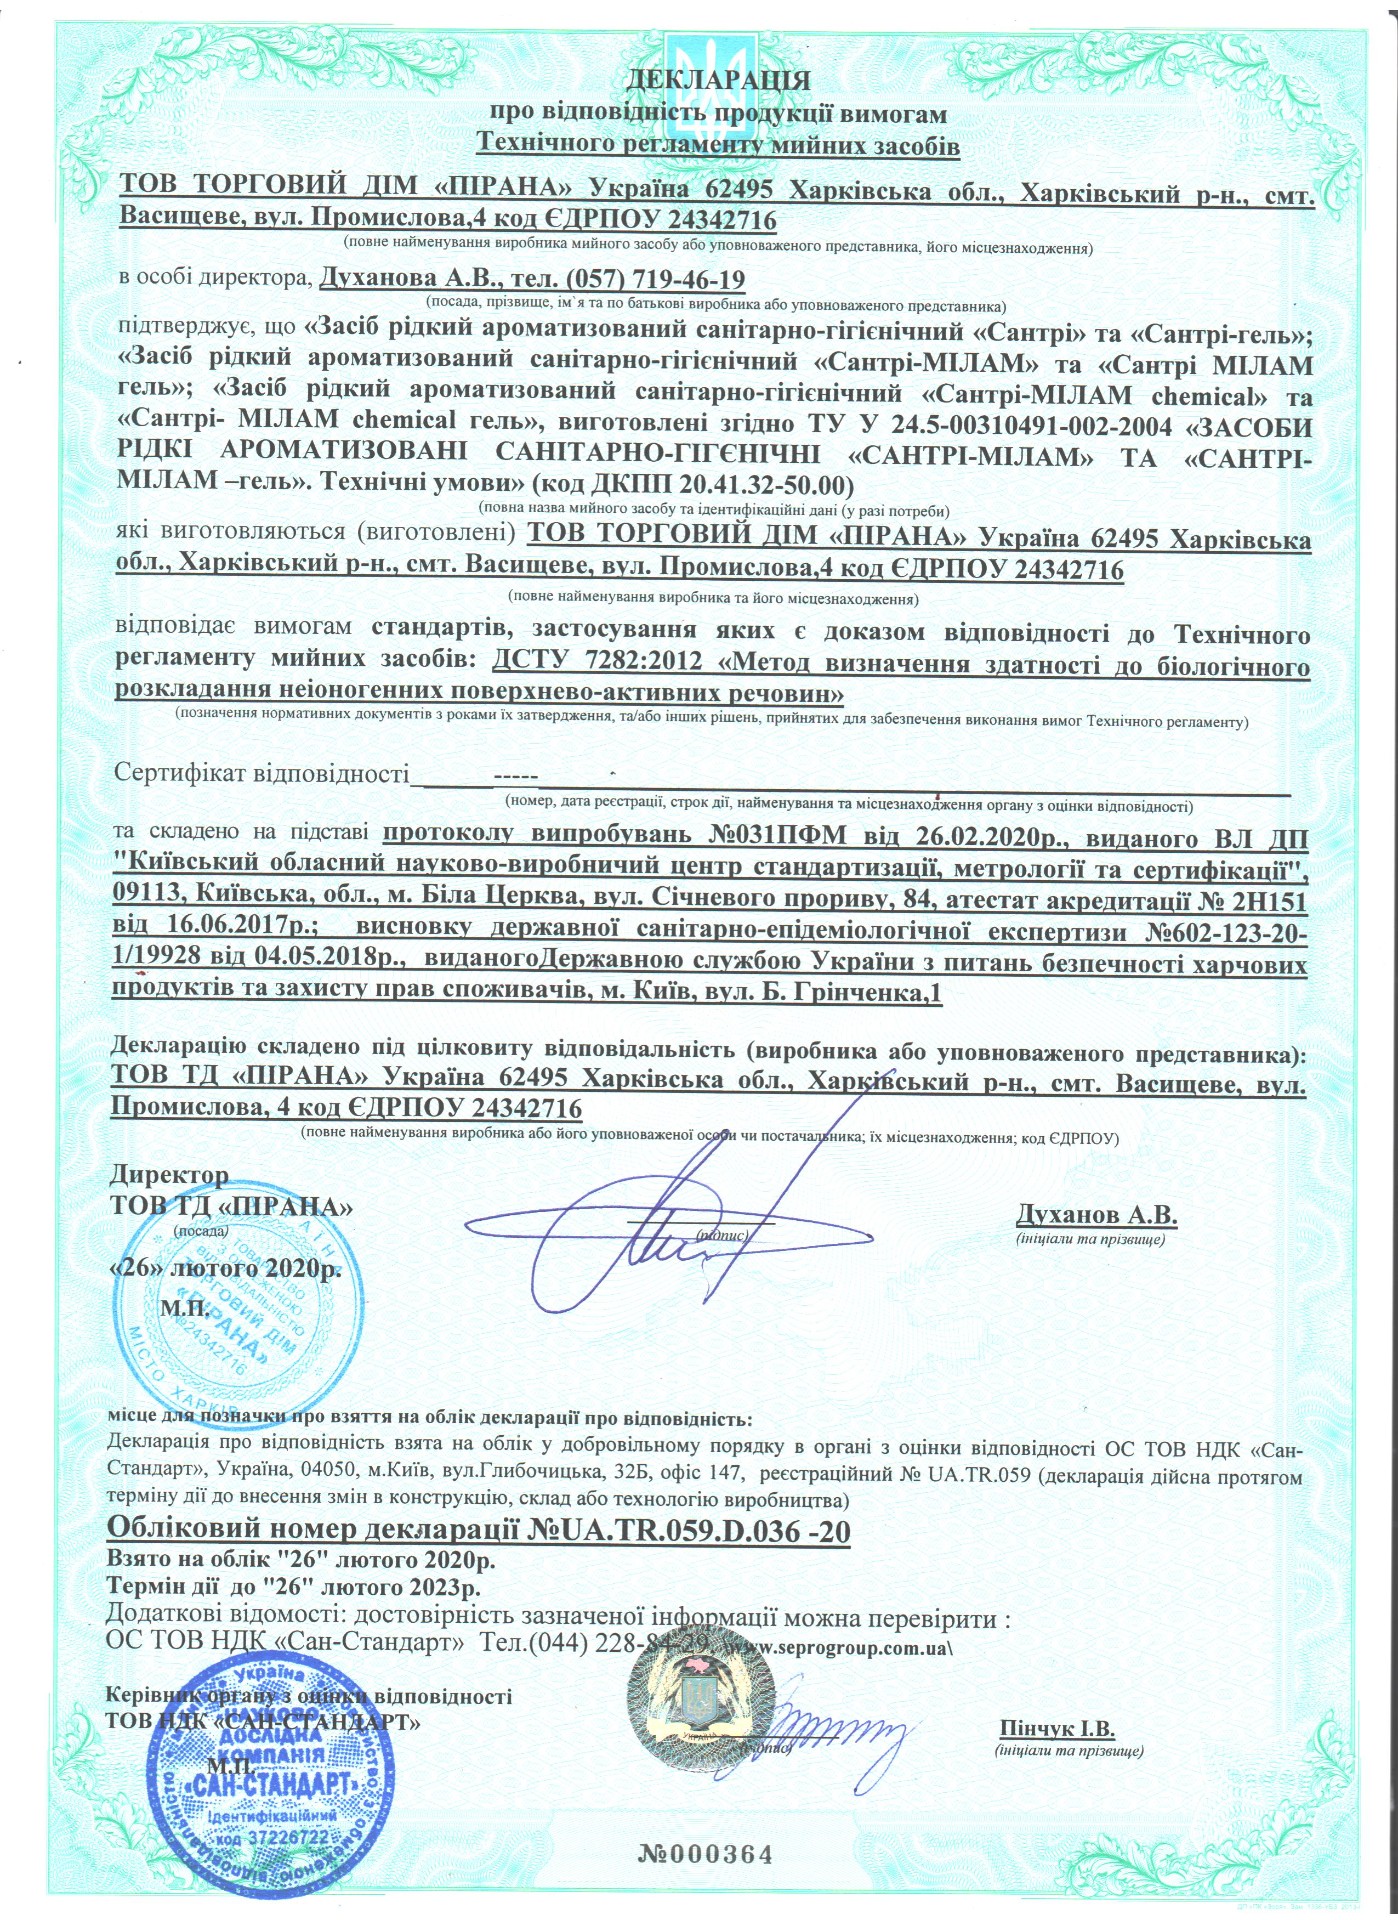 ДЕКЛАРАЦІЯ
про відповідність продукції вимогам
Технічного регламенту мийних засобів
ТОВ ТОРГОВИЙ ДІМ «ПІРАНА» Україна 62495 Харківська обл., Харківський р-н., смт.
Васищеве, вул. Промислова,4 код ЄДРПОУ 24342716
(повне найменування виробника мийного засобу або уповноваженого представника, його місцезнаходження)
в особі директора, Духанова А.В., тел. (057) 719-46-19
(посада, прізвище, ім`я та по батькові виробника або уповноваженого представника)
підтверджує, що «Засіб рідкий ароматизований санітарно-гігієнічний «Сантрі» та «Сантрі-гель»;
«Засіб рідкий ароматизований санітарно-гігієнічний «Сантрі-МІЛАМ» та «Сантрі МІЛАМ
гель»; «Засіб рідкий ароматизований санітарно-гігієнічний «Сантрі-МІЛАМ chemical» та
«Сантрі- МІЛАМ chemical гель», виготовлені згідно ТУ У 24.5-00310491-002-2004 «ЗАСОБИ
РІДКІ АРОМАТИЗОВАНІ САНІТАРНО-ГІГЄНІЧНІ «САНТРІ-МІЛАМ» ТА «САНТРІ-
МІЛАМ –гель». Технічні умови» (код ДКПП 20.41.32-50.00)
(повна назва мийного засобу та ідентифікаційні дані (у разі потреби)
які виготовляються (виготовлені) ТОВ ТОРГОВИЙ ДІМ «ПІРАНА» Україна 62495 Харківська
обл., Харківський р-н., смт. Васищеве, вул. Промислова,4 код ЄДРПОУ 24342716
(повне найменування виробника та його місцезнаходження)
відповідає вимогам стандартів, застосування яких є доказом відповідності до Технічного
регламенту мийних засобів: ДСТУ 7282:2012 «Метод визначення здатності до біологічного
розкладання неіоногенних поверхнево-активних речовин»
(позначення нормативних документів з роками їх затвердження, та/або інших рішень, прийнятих для забезпечення виконання вимог Технічного регламенту)
Сертифікат відповідності_______-----_______
(номер, дата реєстрації, строк дії, найменування та місцезнаходження органу з оцінки відповідності)
та складено на підставі протоколу випробувань №031ПФМ від 26.02.2020р., виданого ВЛ ДП
"Київський обласний науково-виробничий центр стандартизації, метрології та сертифікації",
09113, Київська, обл., м. Біла Церква, вул. Січневого прориву, 84, атестат акредитації № 2Н151
від 16.06.2017р.; висновку державної санітарно-епідеміологічної експертизи №602-123-20-
1/19928 від 04.05.2018р., виданогоДержавною службою України з питань безпечності харчових
продуктів та захисту прав споживачів, м. Київ, вул. Б. Грінченка,1
Декларацію складено під цілковиту відповідальність (виробника або уповноваженого представника):
ТОВ ТД «ПІРАНА» Україна 62495 Харківська обл., Харківський р-н., смт. Васищеве, вул.
Промислова, 4 код ЄДРПОУ 24342716
(повне найменування виробника або його уповноваженої особи чи постачальника; їх місцезнаходження; код ЄДРПОУ)
Директор
ТОВ ТД «ПІРАНА»
(посада)
(підпис)
Духанов А.В.
(ініціали та прізвище)
«26» лютого 2020р.
М.П.
УКРАЇНА
ТОВАРИСТВО
З ОБМЕЖЕНОЮ
ВІДПОВІДАЛЬНІСТЮ
ТОРГОВИЙ ДІМ
«ПІРАНА»
№24342716
МІСТО ХАРКІВ
місце для позначки про взяття на облік декларації про відповідність:
Декларація про відповідність взята на облік у добровільному порядку в органі з оцінки відповідності ОС ТОВ НДК «Сан-
Стандарт», Україна, 04050, м.Київ, вул.Глибочицька, 32Б, офіс 147, реєстраційний № UA.TR.059 (декларація дійсна протягом
терміну дії до внесення змін в конструкцію, склад або технологію виробництва)
Обліковий номер декларації №UA.TR.059.D.036 -20
Взято на облік "26" лютого 2020р.
Термін дії до "26" лютого 2023р.
Додаткові відомості: достовірність зазначеної інформації можна перевірити :
ОС ТОВ НДК «Сан-Стандарт» Тел.(044) 228-84-29, www.seprogroup.com.ua\
Керівник органу з оцінки відповідності
ТОВ НДК «САН-СТАНДАРТ»
М.П.
(підпис)
Пінчук І.В.
(ініціали та прізвище)
УКРАЇНА
Україна
Товариство з обмеженою відповідальністю
НАУКОВО
ДОСЛІДНА
КОМПАНІЯ
«САН-СТАНДАРТ»
Ідентифікаційний
код 37226722
№000364